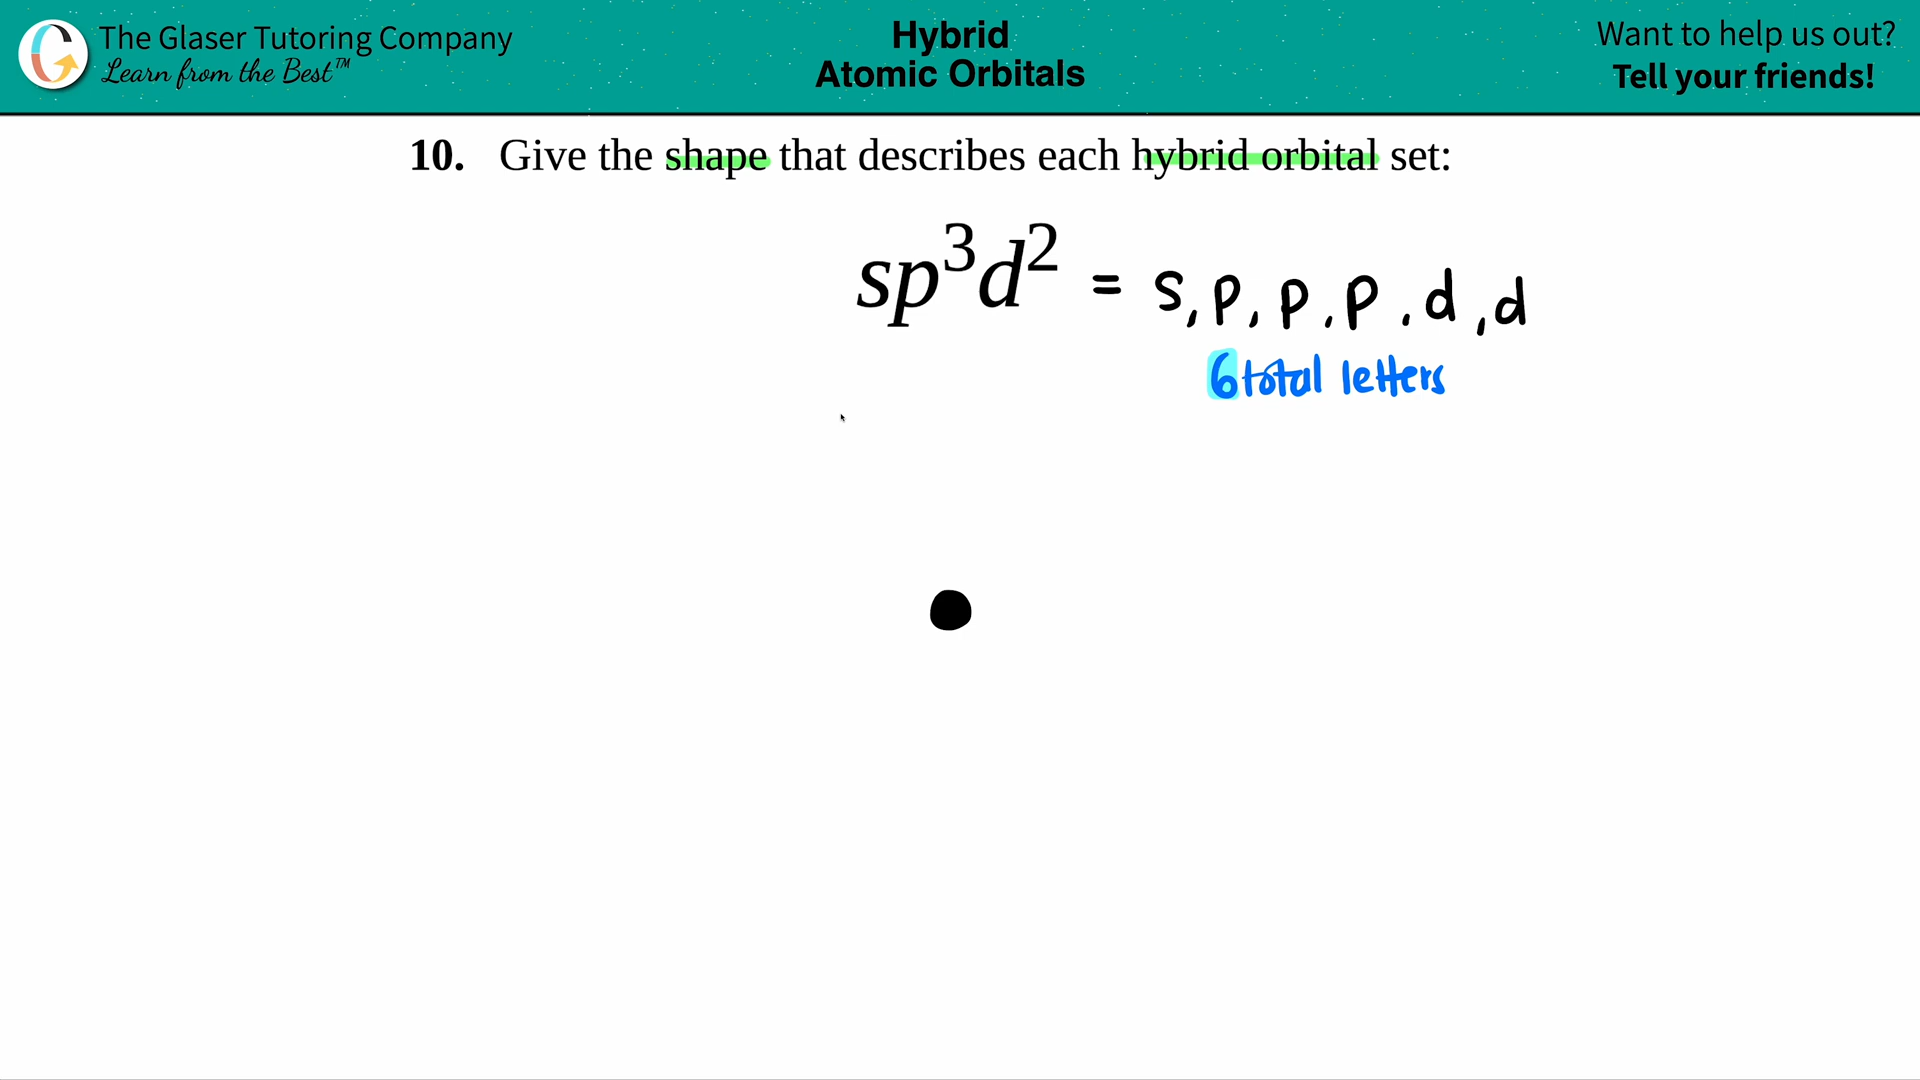 The Glaser Tutoring Company
Learn from the Best™
Hybrid
Atomic Orbitals
Want to help us out?
Tell your friends!
10. Give the shape that describes each hybrid orbital set:
sp³d² = s, p, p, p, d, d
6 total letters